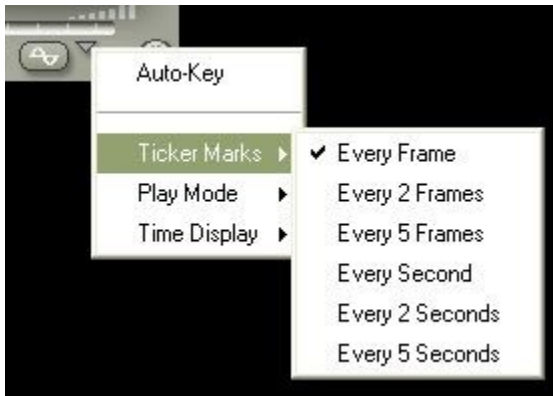 Auto-Key
Ticker Marks
Play Mode
Time Display
Every Frame
Every 2 Frames
Every 5 Frames
Every Second
Every 2 Seconds
Every 5 Seconds